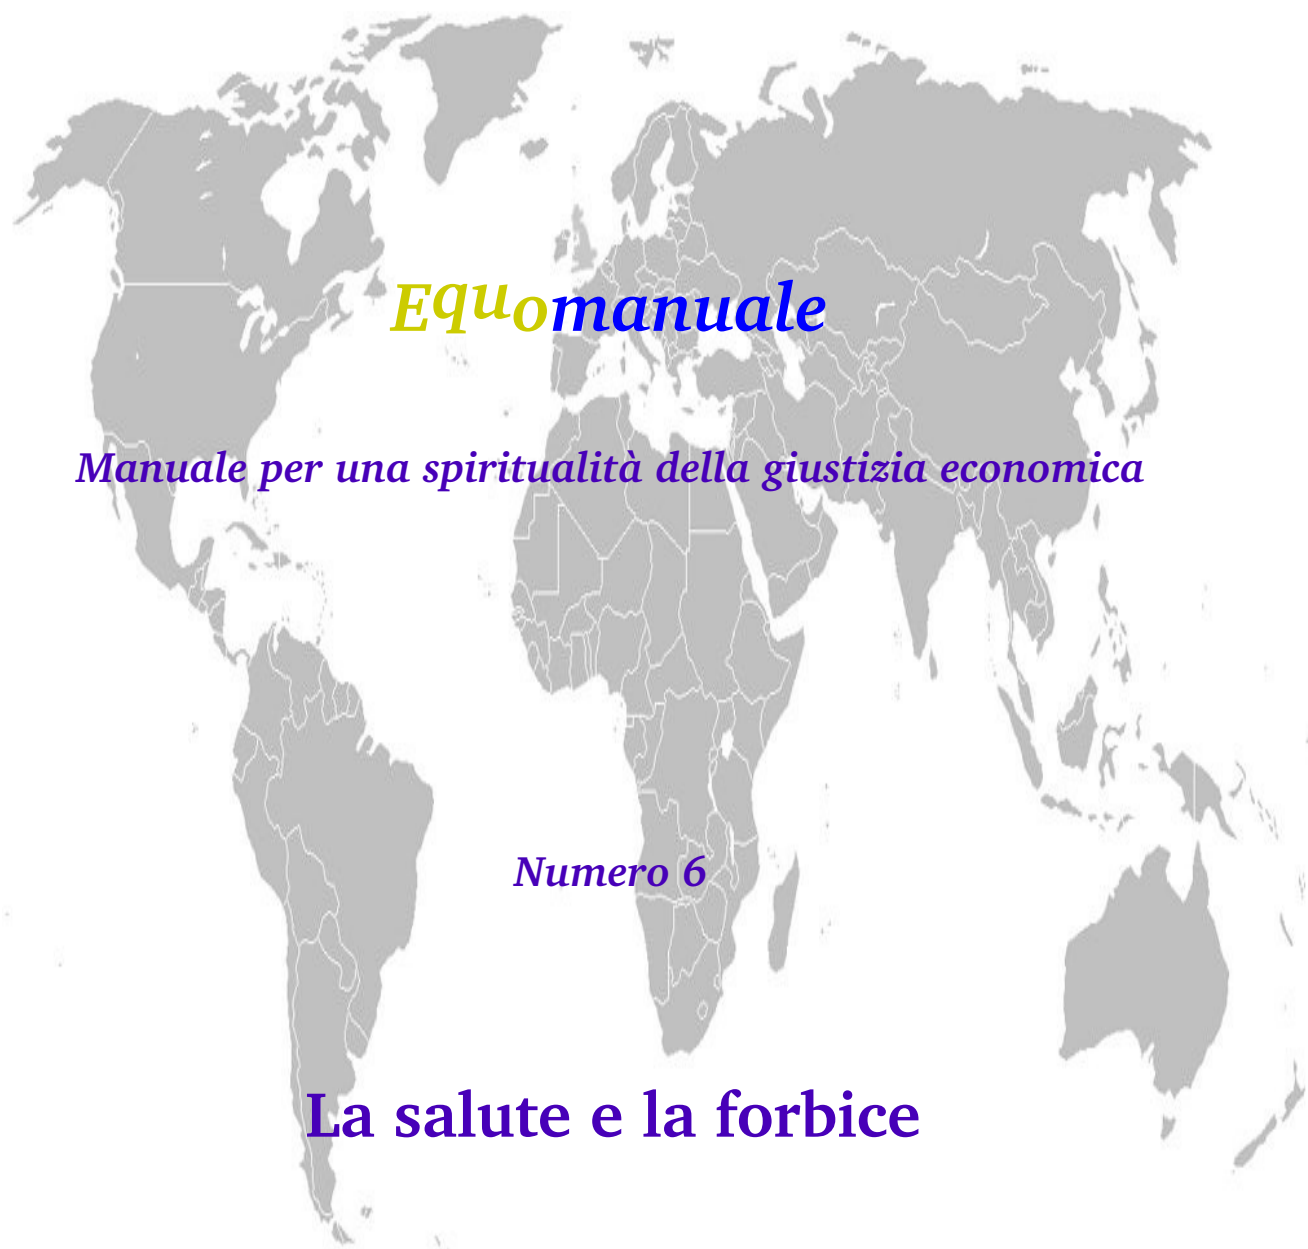 Equomanuale
Manuale per una spiritualità della giustizia economica
Numero 6
La salute e la forbice